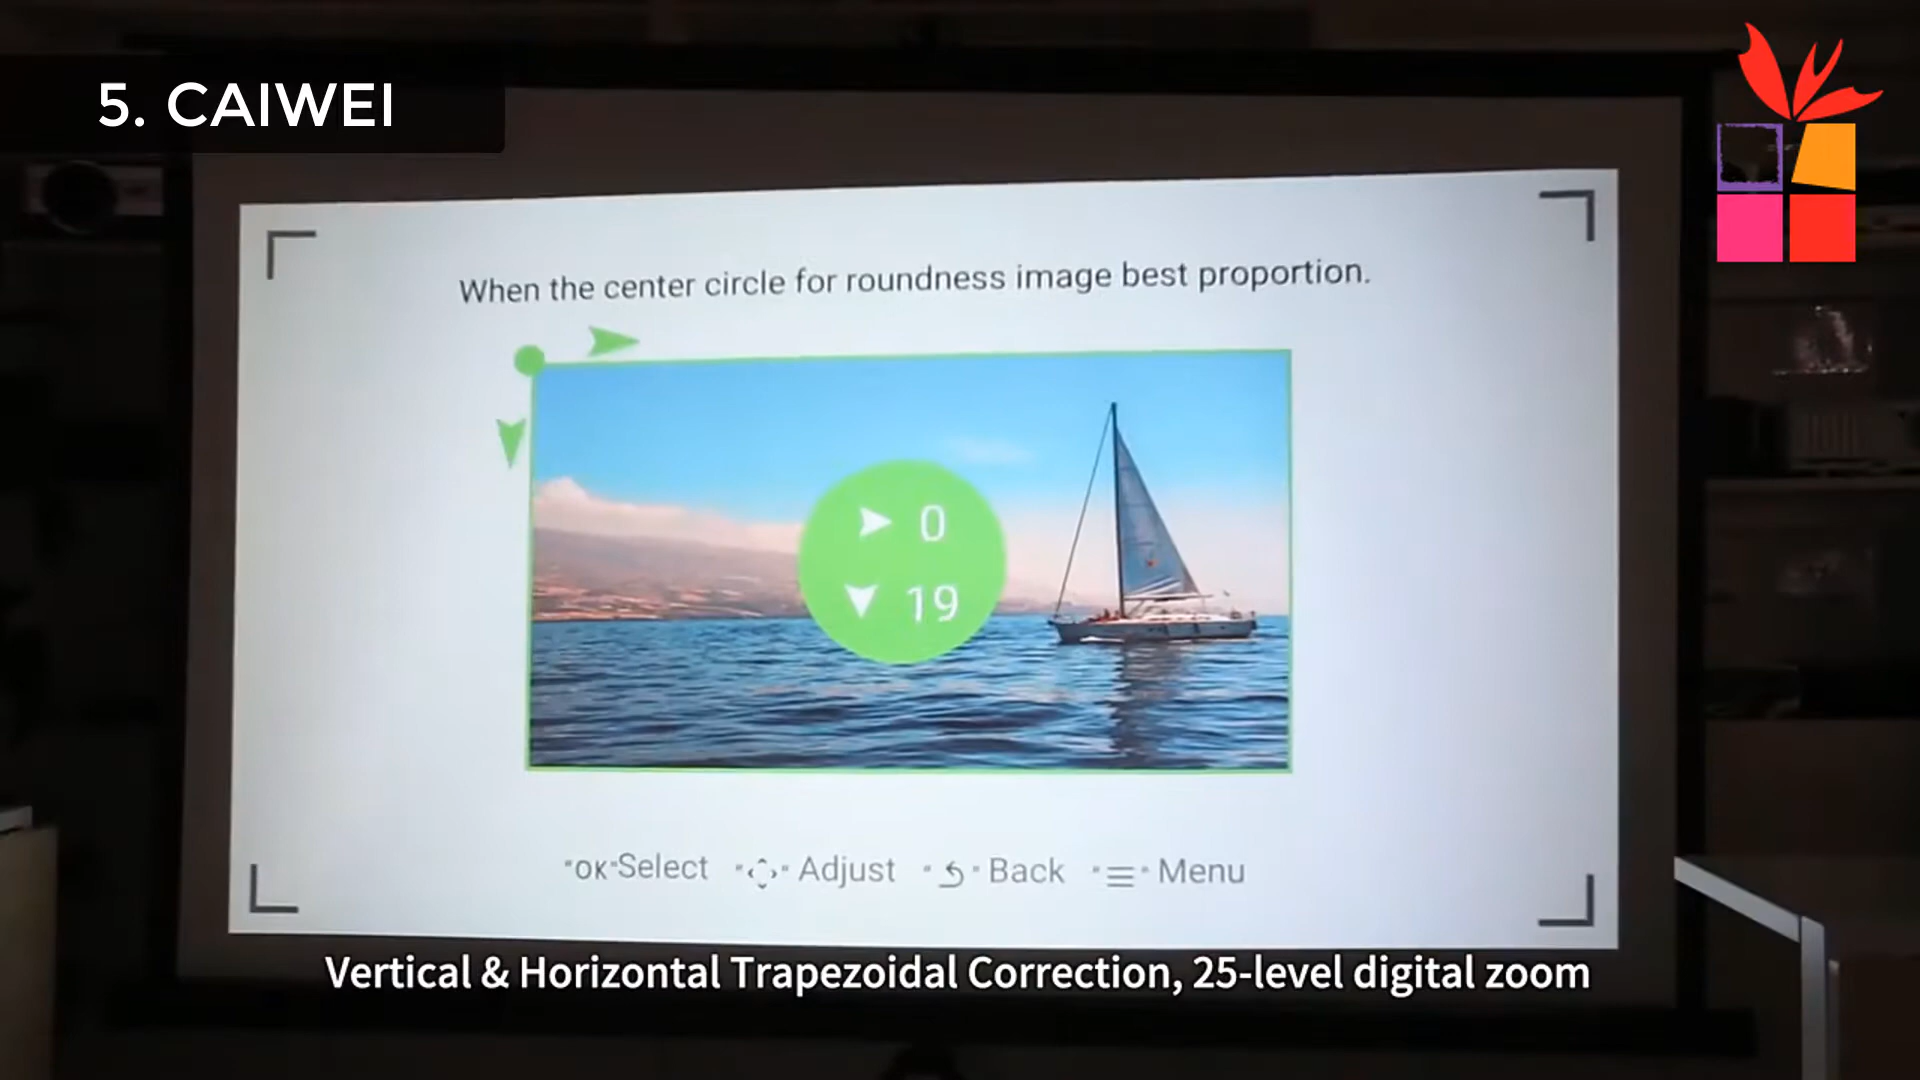 5. CAIWEI
When the center circle for roundness image best proportion.
0
19
"OK"Select " " Adjust " " Back " " Menu
Vertical & Horizontal Trapezoidal Correction, 25-level digital zoom